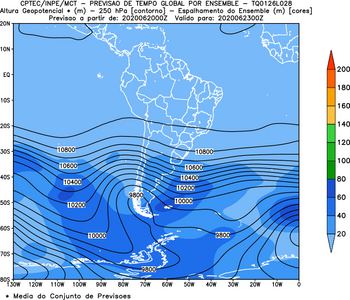 CPTEC/INPE/MCT - PREVISAO DE TEMPO GLOBAL POR ENSEMBLE - TQ0126L028
Altura Geopotencial * (m) - 250 hPa [contorno] - Espalhamento do Ensemble (m) [cores]
Previsao a partir de: 2020062000Z Valido para: 2020062300Z
20N
10N
EQ
10S
20S
30S
40S
50S
60S
70S
80S
10800
10800
10600
10600
10400
10400
10200
10200
10000
10000
9800
9800
9800
130W 120W 110W 100W 90W 80W 70W 60W 50W 40W 30W 20W 10W 0
200
180
160
140
120
100
80
60
40
20
* Media do Conjunto de Previsoes